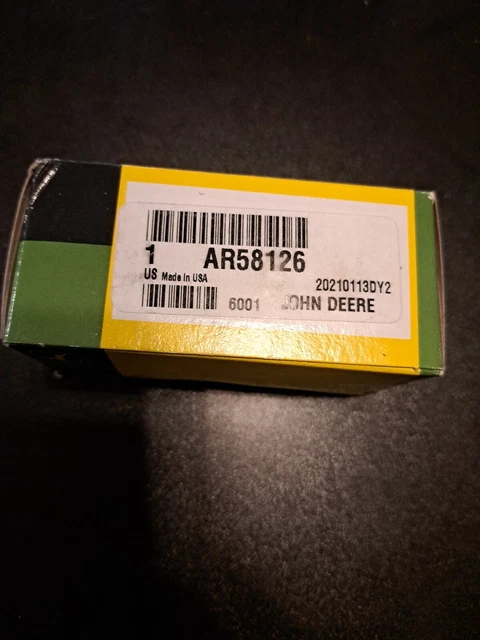 1 AR58126
US Made in USA
20210113DY2
6001 JOHN DEERE